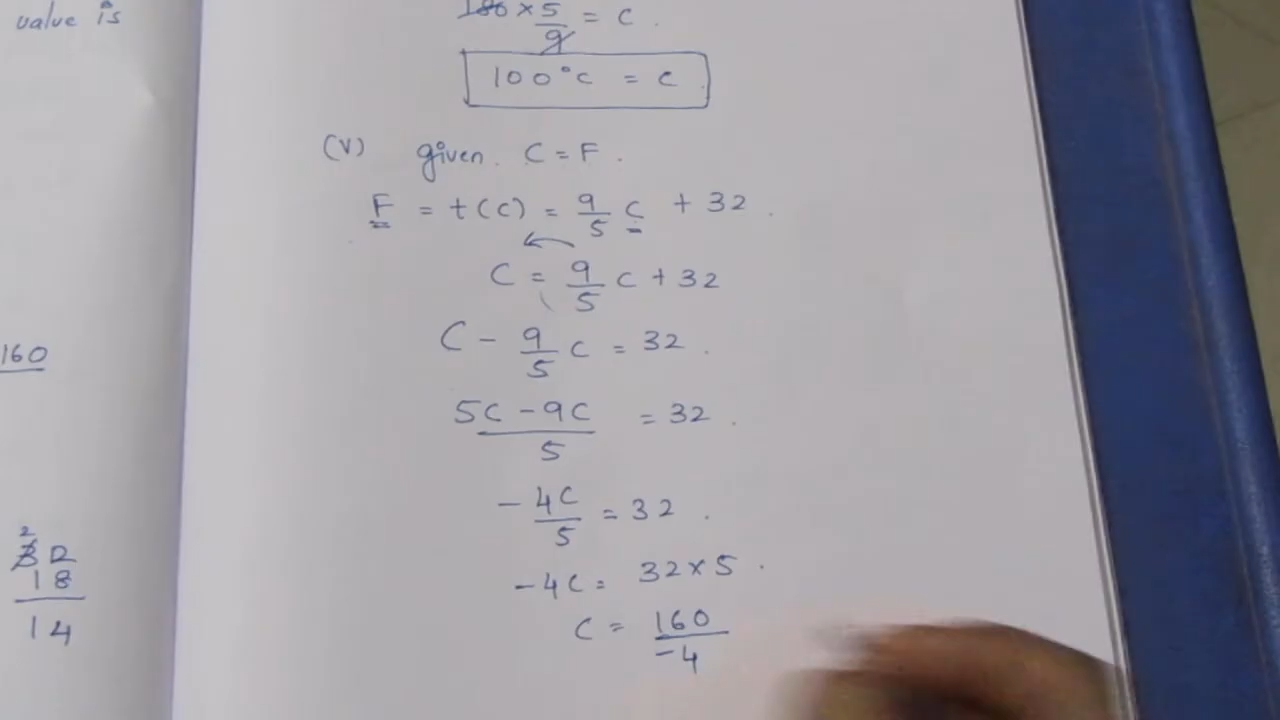 value is
160
2
32
18
14
180 × 5/9 = C .
100°C = C
(V) given. C = F .
F = t(C) = 9/5 C + 32 .
C = 9/5 C + 32
C - 9/5 C = 32 .
5C - 9C / 5 = 32 .
- 4C/5 = 32 .
-4C = 32 × 5 .
C = 160/-4